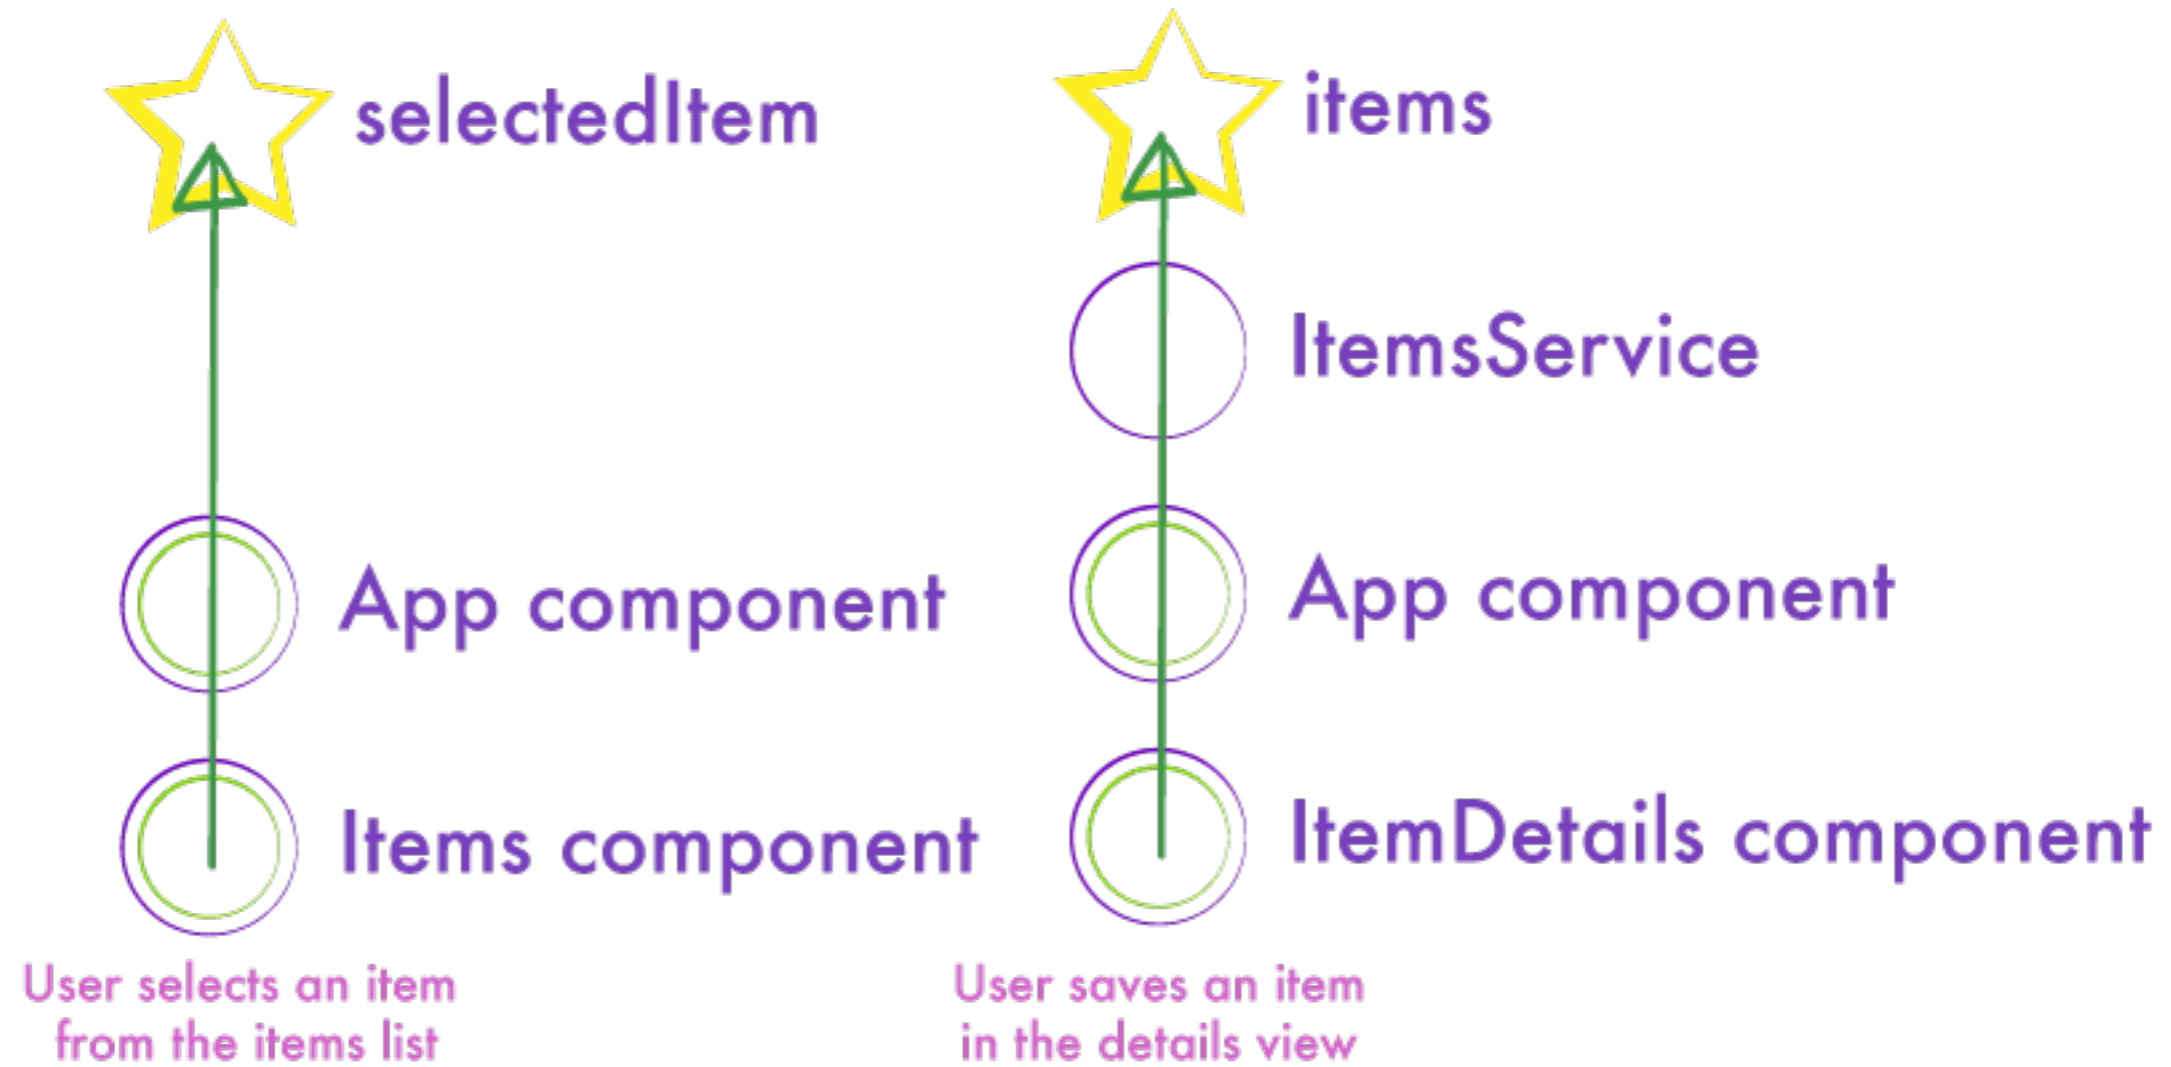 selectedItem
App component
Items component
User selects an item
from the items list
items
ItemsService
App component
ItemDetails component
User saves an item
in the details view